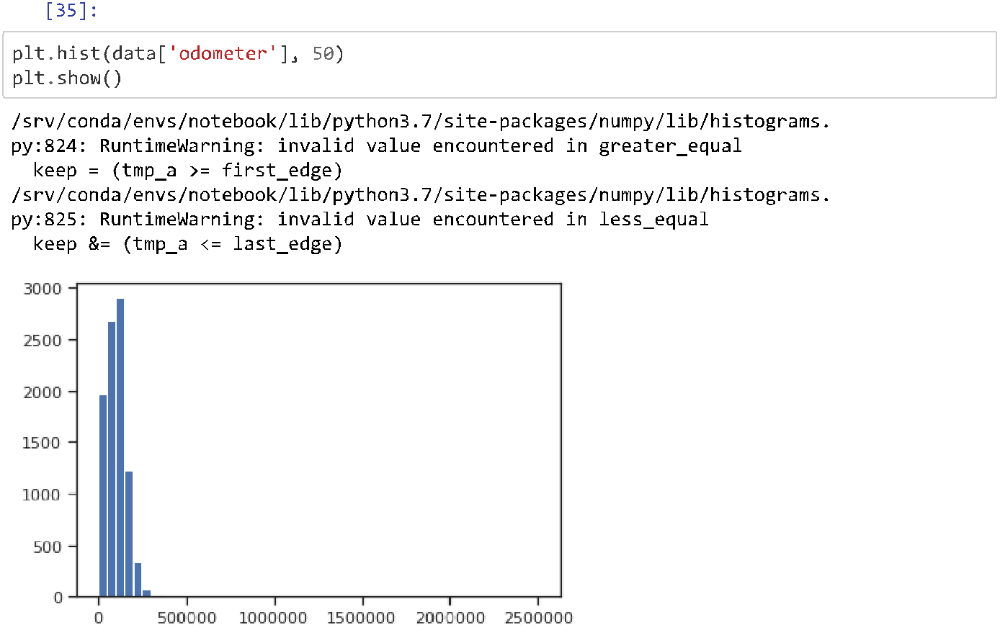 [35]:
plt.hist(data['odometer'], 50)
plt.show()
/srv/conda/envs/notebook/lib/python3.7/site-packages/numpy/lib/histograms.
py:824: RuntimeWarning: invalid value encountered in greater_equal
  keep = (tmp_a >= first_edge)
/srv/conda/envs/notebook/lib/python3.7/site-packages/numpy/lib/histograms.
py:825: RuntimeWarning: invalid value encountered in less_equal
  keep &= (tmp_a <= last_edge)
3000
2500
2000
1500
1000
500
0
0 500000 1000000 1500000 2000000 2500000